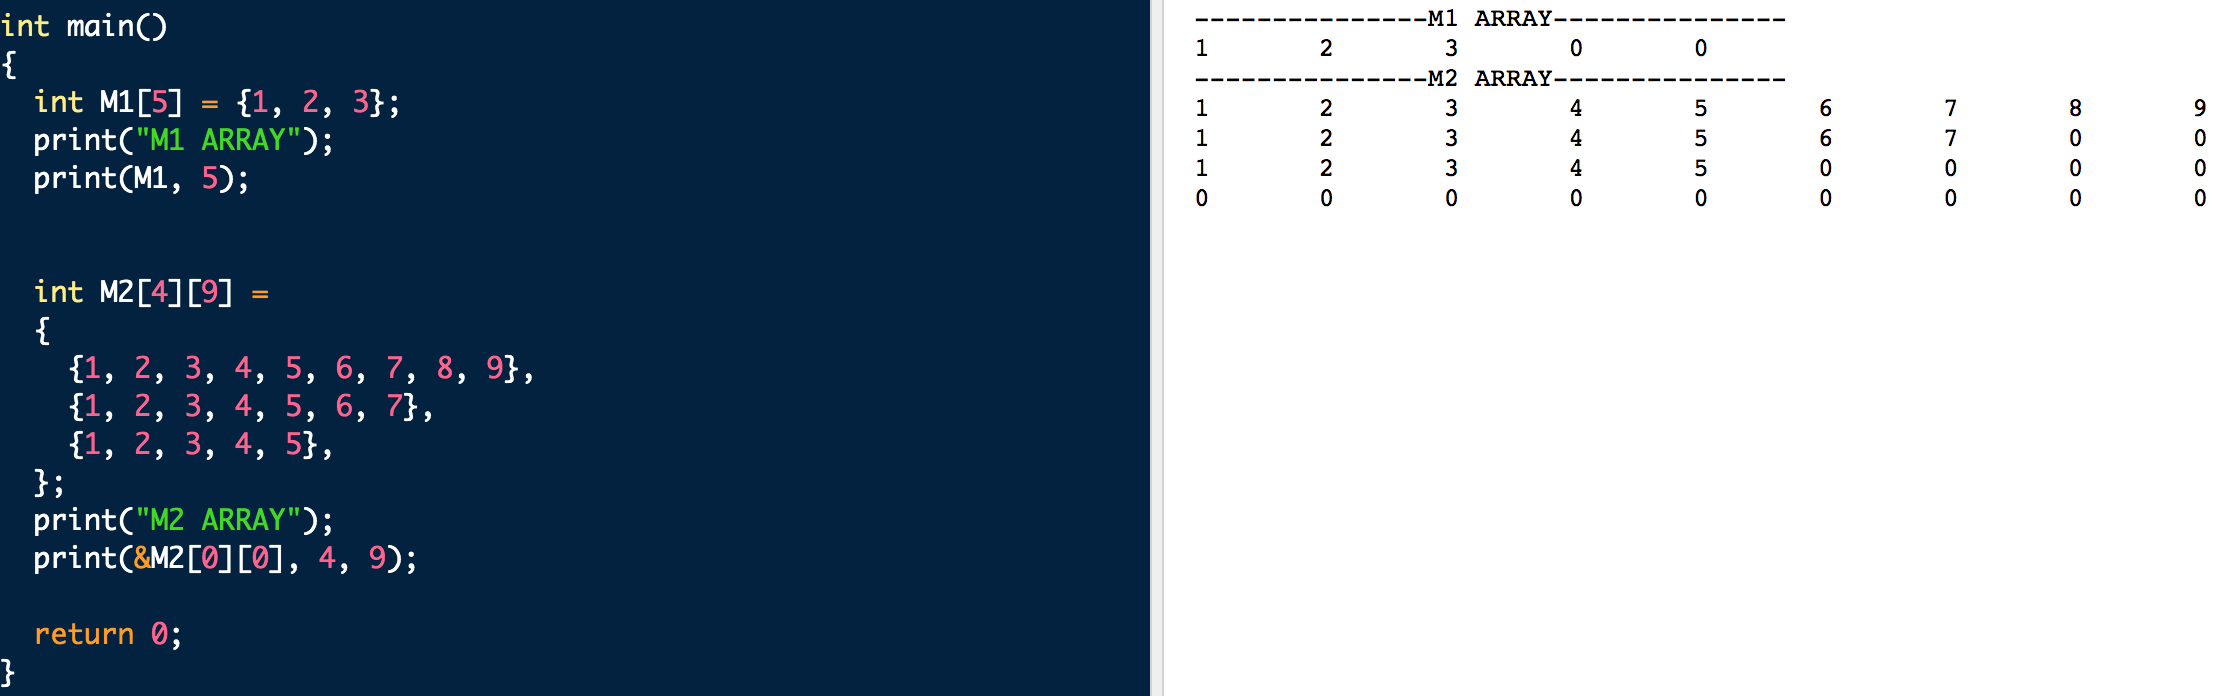 int main()
{
  int M1[5] = {1, 2, 3};
  print("M1 ARRAY");
  print(M1, 5);
  int M2[4][9] =
  {
    {1, 2, 3, 4, 5, 6, 7, 8, 9},
    {1, 2, 3, 4, 5, 6, 7},
    {1, 2, 3, 4, 5},
  };
  print("M2 ARRAY");
  print(&M2[0][0], 4, 9);
  return 0;
}
---------------M1 ARRAY---------------
1 2 3 0 0
---------------M2 ARRAY---------------
1 2 3 4 5 6 7 8 9
1 2 3 4 5 6 7 0 0
1 2 3 4 5 0 0 0 0
0 0 0 0 0 0 0 0 0